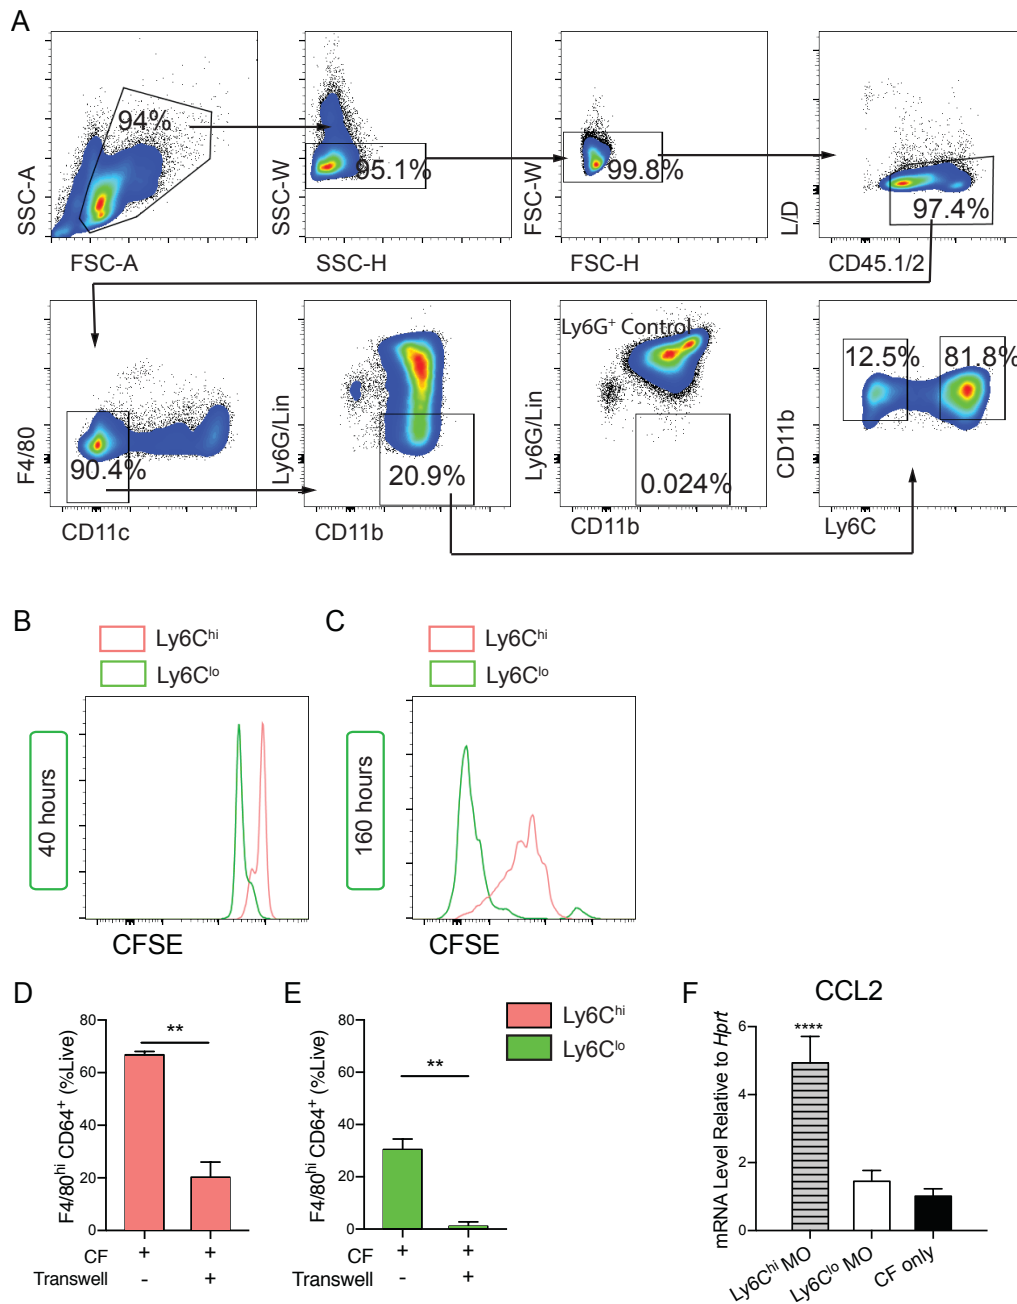 A
94%
95.1%
99.8%
97.4%
SSC-A
SSC-W
FSC-W
L/D
FSC-A
SSC-H
FSC-H
CD45.1/2
90.4%
20.9%
Ly6G⁺ Control
0.024%
12.5%
81.8%
F4/80
Ly6G/Lin
Ly6G/Lin
CD11b
CD11c
CD11b
CD11b
Ly6C
B
Ly6Cʰⁱ
Ly6Cˡᵒ
40 hours
CFSE
C
Ly6Cʰⁱ
Ly6Cˡᵒ
160 hours
CFSE
D
F4/80ʰⁱ CD64⁺ (%Live)
80
60
40
20
0
**
CF + +
Transwell - +
E
F4/80ʰⁱ CD64⁺ (%Live)
80
60
40
20
0
**
CF + +
Transwell - +
Ly6Cʰⁱ
Ly6Cˡᵒ
F
CCL2
mRNA Level Relative to Hprt
6
4
2
0
****
Ly6Cʰⁱ MO
Ly6Cˡᵒ MO
CF only